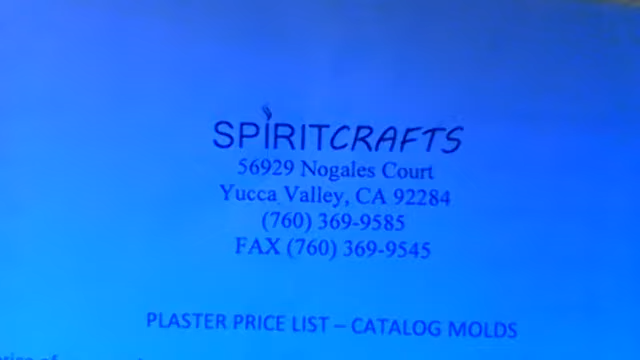 SPIRITCRAFTS
56929 Nogales Court
Yucca Valley, CA 92284
(760) 369-9585
FAX (760) 369-9545
PLASTER PRICE LIST – CATALOG MOLDS